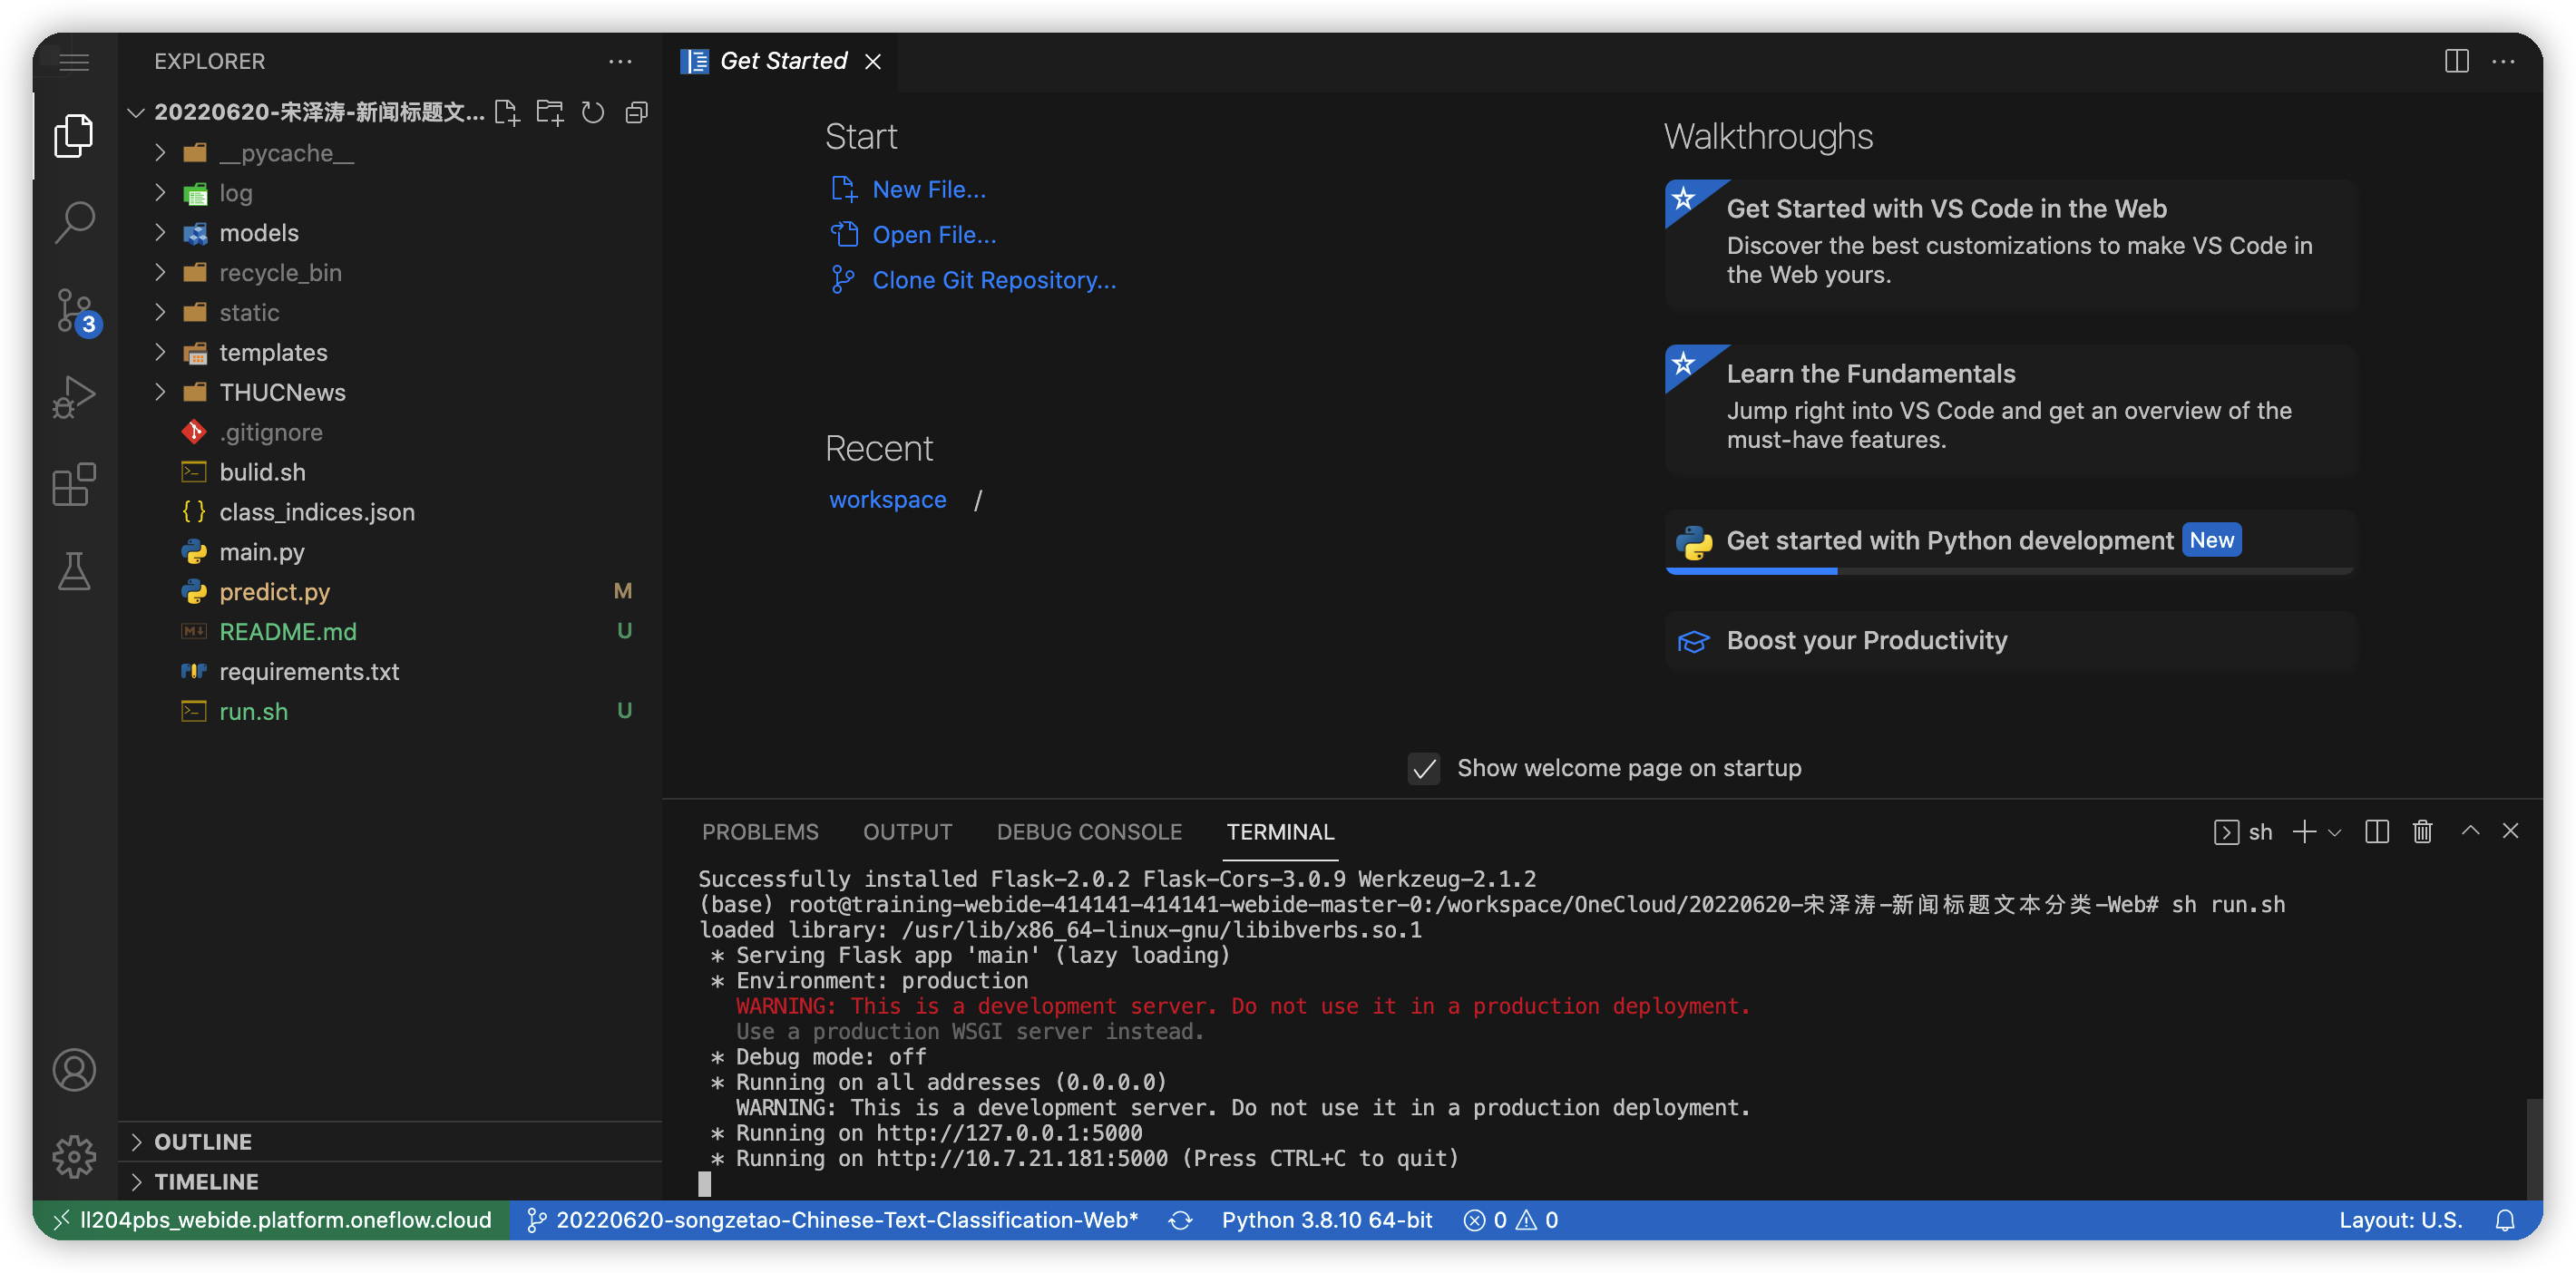 EXPLORER
20220620-宋泽涛-新闻标题文...
__pycache__
log
models
recycle_bin
static
templates
THUCNews
.gitignore
bulid.sh
class_indices.json
main.py
predict.py M
README.md U
requirements.txt
run.sh U
OUTLINE
TIMELINE
3
Get Started
Start
New File...
Open File...
Clone Git Repository...
Recent
workspace /
Walkthroughs
Get Started with VS Code in the Web
Discover the best customizations to make VS Code in
the Web yours.
Learn the Fundamentals
Jump right into VS Code and get an overview of the
must-have features.
Get started with Python development New
Boost your Productivity
Show welcome page on startup
PROBLEMS OUTPUT DEBUG CONSOLE TERMINAL sh
Successfully installed Flask-2.0.2 Flask-Cors-3.0.9 Werkzeug-2.1.2
(base) root@training-webide-414141-414141-webide-master-0:/workspace/OneCloud/20220620-宋泽涛-新闻标题文本分类-Web# sh run.sh
loaded library: /usr/lib/x86_64-linux-gnu/libibverbs.so.1
* Serving Flask app 'main' (lazy loading)
* Environment: production
WARNING: This is a development server. Do not use it in a production deployment.
Use a production WSGI server instead.
* Debug mode: off
* Running on all addresses (0.0.0.0)
WARNING: This is a development server. Do not use it in a production deployment.
* Running on http://127.0.0.1:5000
* Running on http://10.7.21.181:5000 (Press CTRL+C to quit)
ll204pbs_webide.platform.oneflow.cloud 20220620-songzetao-Chinese-Text-Classification-Web* Python 3.8.10 64-bit 0 0 Layout: U.S.